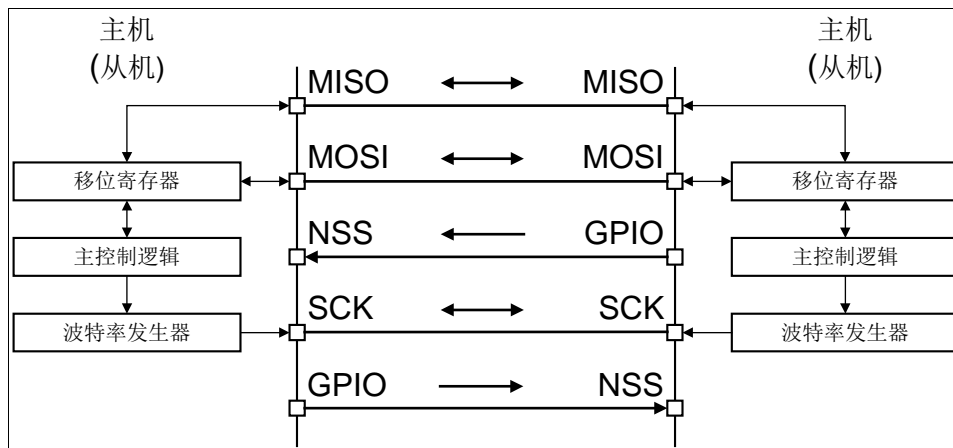 主机
(从机)
主机
(从机)
MISO MISO
MOSI MOSI
移位寄存器 移位寄存器
NSS GPIO
主控制逻辑 主控制逻辑
SCK SCK
波特率发生器 波特率发生器
GPIO NSS